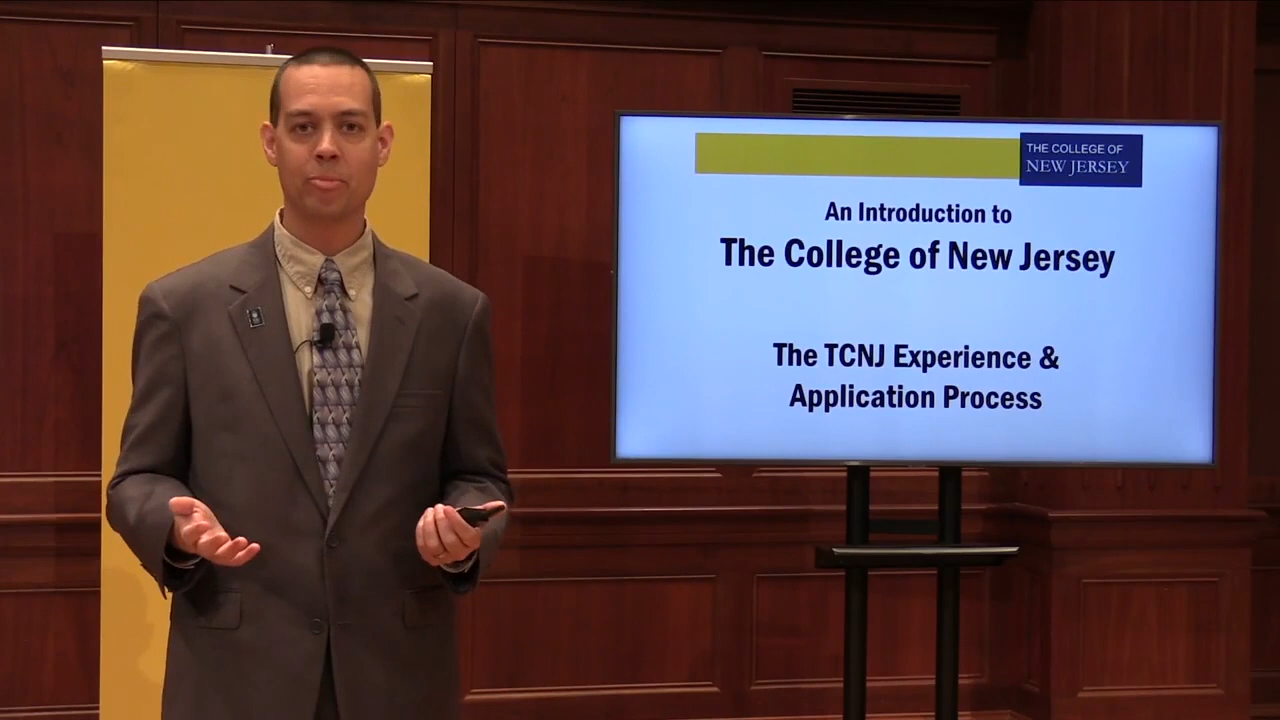 THE COLLEGE OF
NEW JERSEY
An Introduction to
The College of New Jersey
The TCNJ Experience &
Application Process